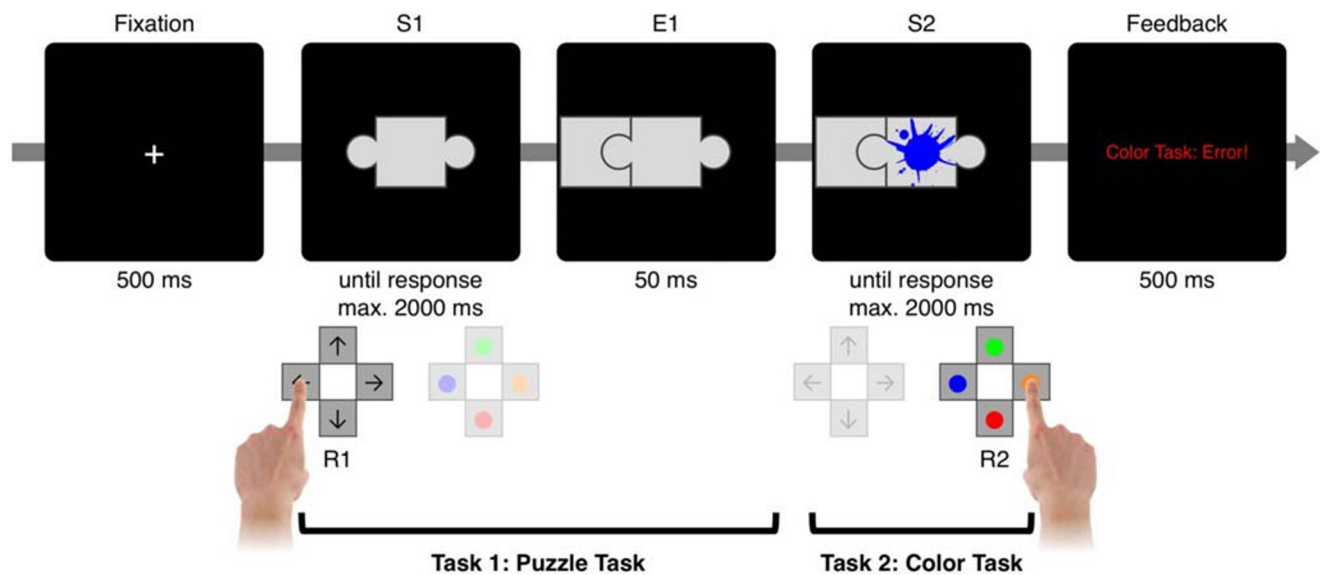 Fixation
S1
E1
S2
Feedback
Color Task: Error!
500 ms
until response
max. 2000 ms
50 ms
until response
max. 2000 ms
500 ms
R1
R2
Task 1: Puzzle Task
Task 2: Color Task